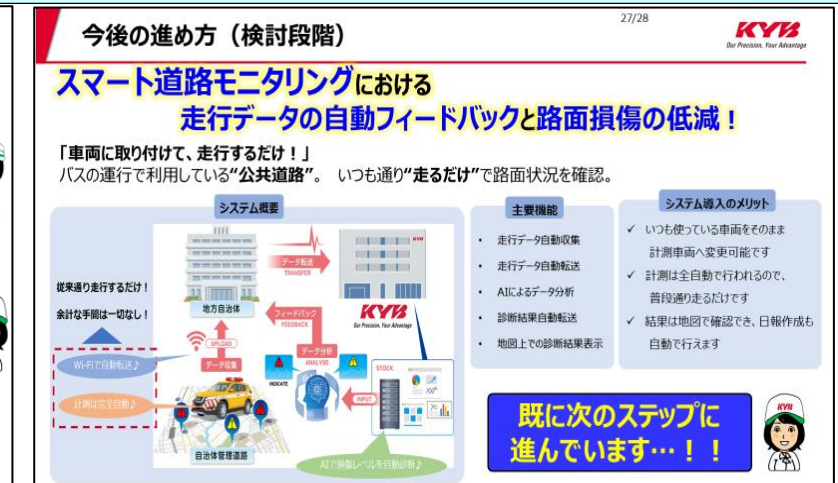 今後の進め方（検討段階）
27/28
KYB
Our Precision, Your Advantage
スマート道路モニタリングにおける
走行データの自動フィードバックと路面損傷の低減！
「車両に取り付けて、走行するだけ！」
バスの運行で利用している“公共道路”。 いつも通り“走るだけ”で路面状況を確認。
システム概要
従来通り走行するだけ！
余計な手間は一切なし！
Wi-Fiで自動転送♪
計測は完全自動♪
地方自治体
データ転送
TRANSFER
KYB
KYB
Our Precision, Your Advantage
フィードバック
FEEDBACK
UPLOAD
データ収集
データ分析
ANALYSE
INDICATE
STOCK
INPUT
自治体管理道路
AIで損傷レベルを自動診断♪
主要機能
• 走行データ自動収集
• 走行データ自動転送
• AIによるデータ分析
• 診断結果自動転送
• 地図上での診断結果表示
システム導入のメリット
✓ いつも使っている車両をそのまま
計測車両へ変更可能です
✓ 計測は全自動で行われるので、
普段通り走るだけです
✓ 結果は地図で確認でき、日報作成も
自動で行えます
既に次のステップに
進んでいます…！！
KYB